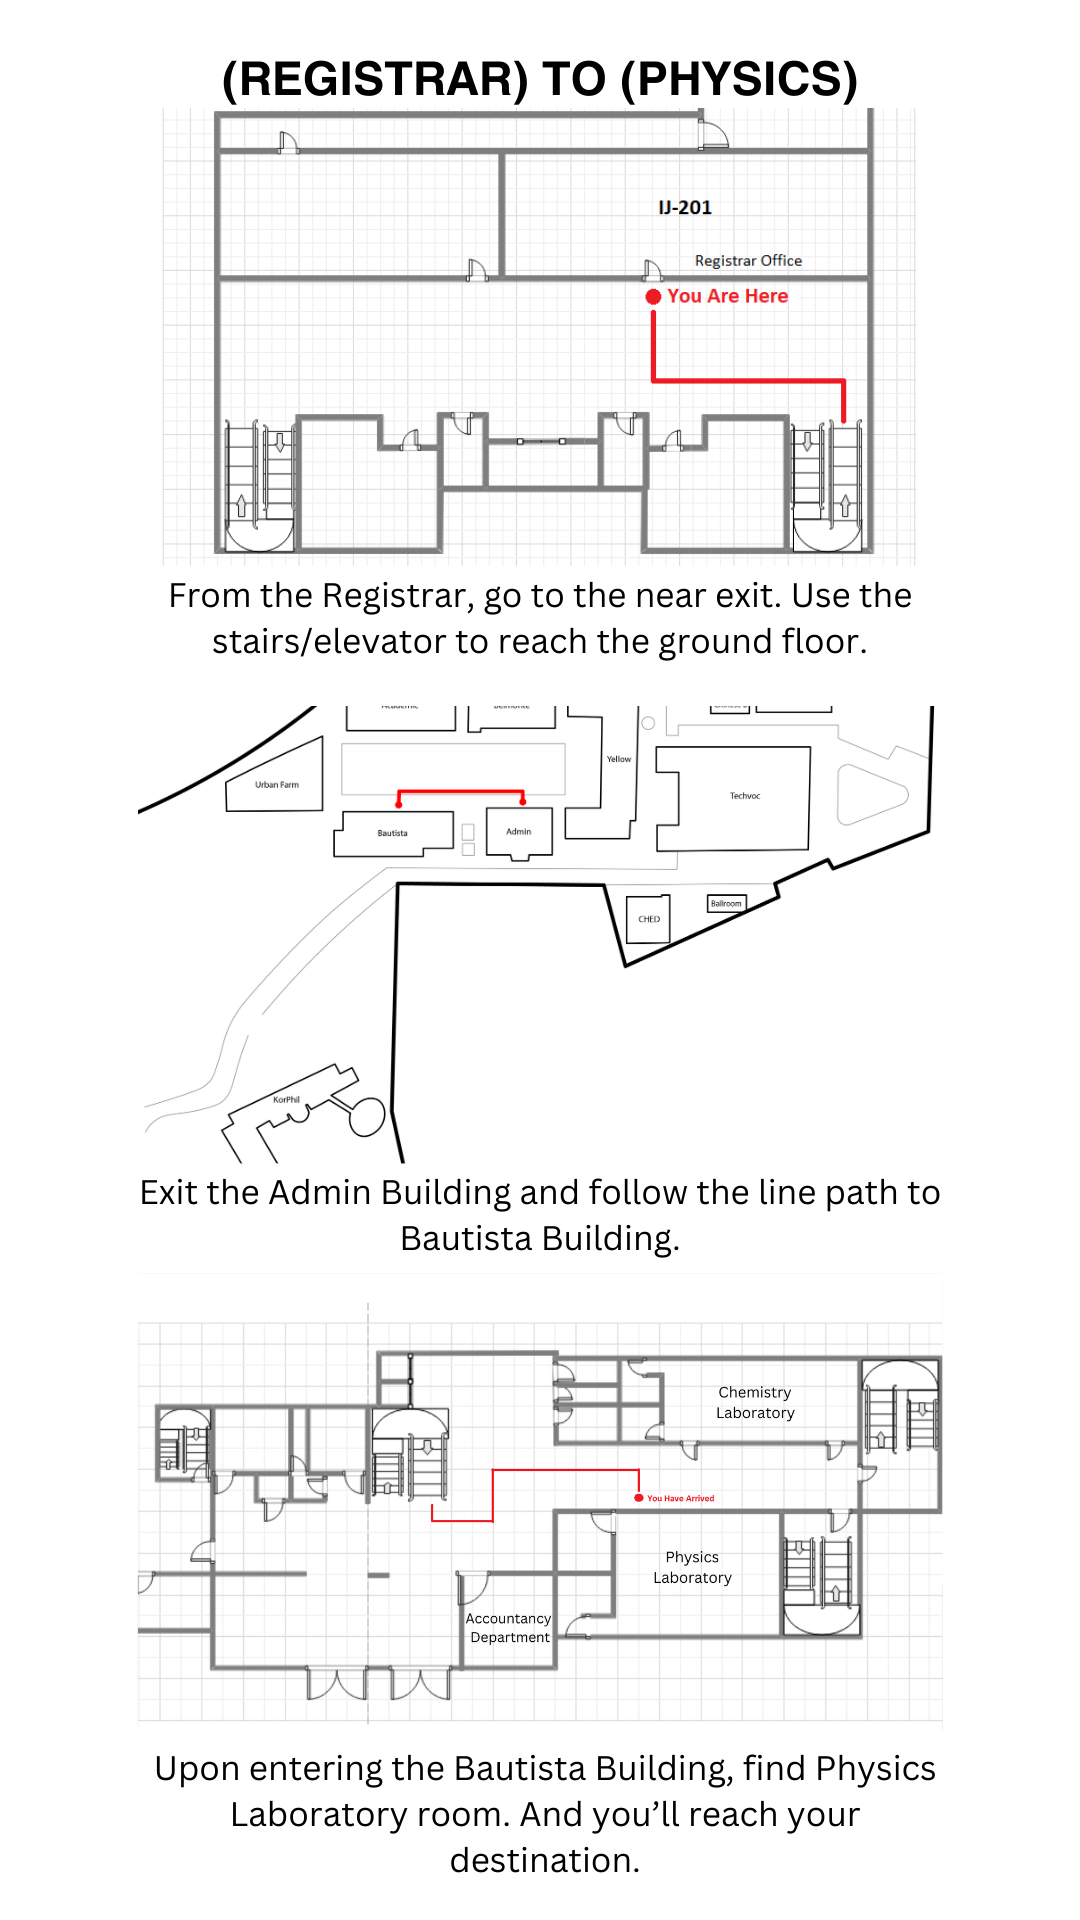 (REGISTRAR) TO (PHYSICS)
IJ-201
Registrar Office
You Are Here
From the Registrar, go to the near exit. Use the
stairs/elevator to reach the ground floor.
Urban Farm
Yellow
Techvoc
Bautista
Admin
CHED
Ballroom
KorPhil
Exit the Admin Building and follow the line path to
Bautista Building.
Chemistry
Laboratory
You Have Arrived
Physics
Laboratory
Accountancy
Department
Upon entering the Bautista Building, find Physics
Laboratory room. And you’ll reach your
destination.